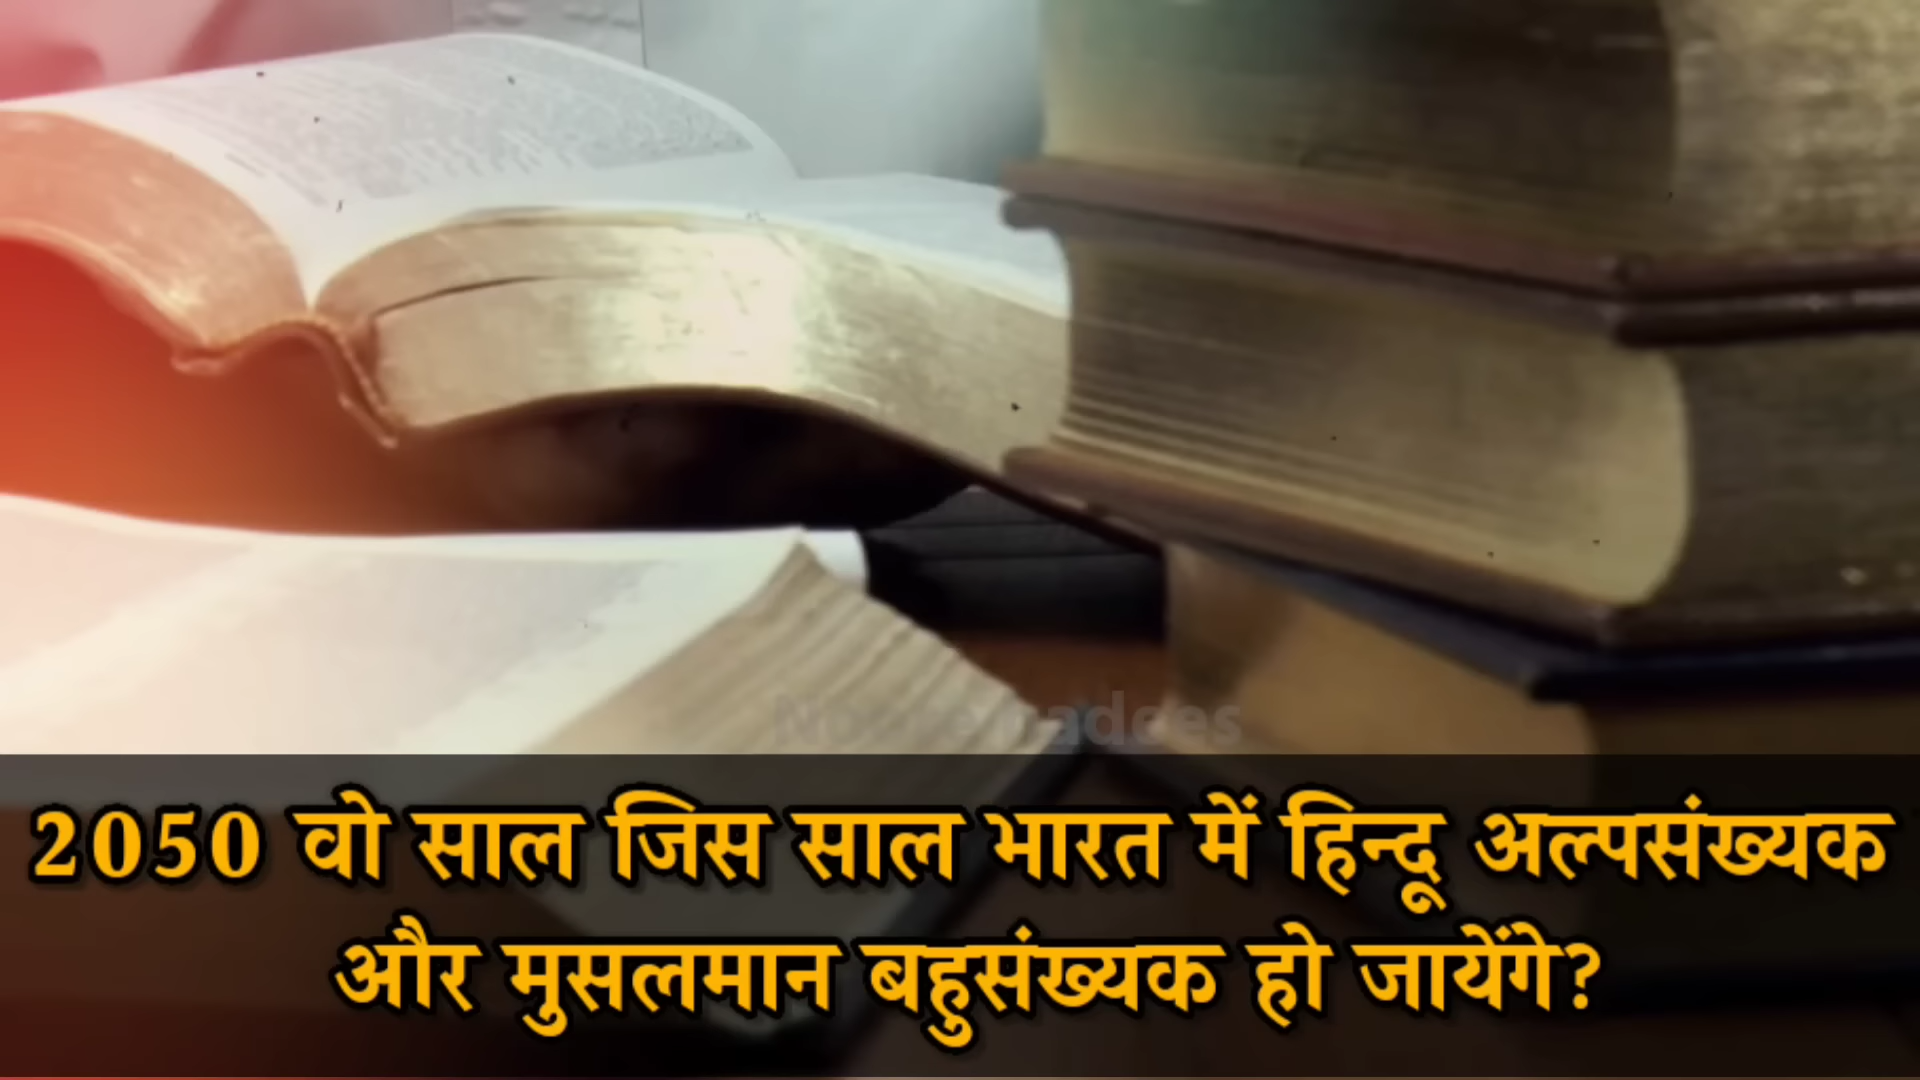 2050 वो साल जिस साल भारत में हिन्दू अल्पसंख्यक
और मुसलमान बहुसंख्यक हो जायेंगे?